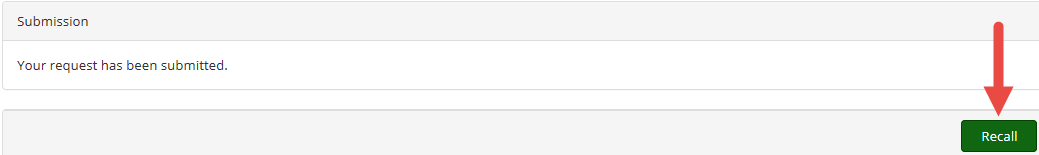 Submission
Your request has been submitted.
Recall